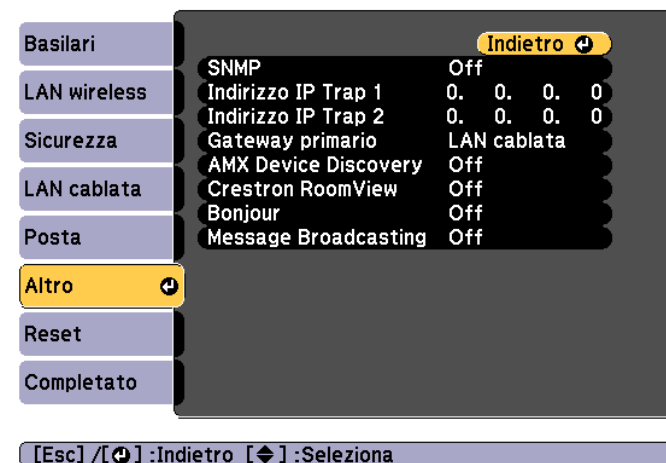 Basilari
LAN wireless
Sicurezza
LAN cablata
Posta
Altro
Reset
Completato
Indietro
SNMP Off
Indirizzo IP Trap 1 0. 0. 0. 0
Indirizzo IP Trap 2 0. 0. 0. 0
Gateway primario LAN cablata
AMX Device Discovery Off
Crestron RoomView Off
Bonjour Off
Message Broadcasting Off
[Esc] /[⏎] :Indietro [◆] :Seleziona